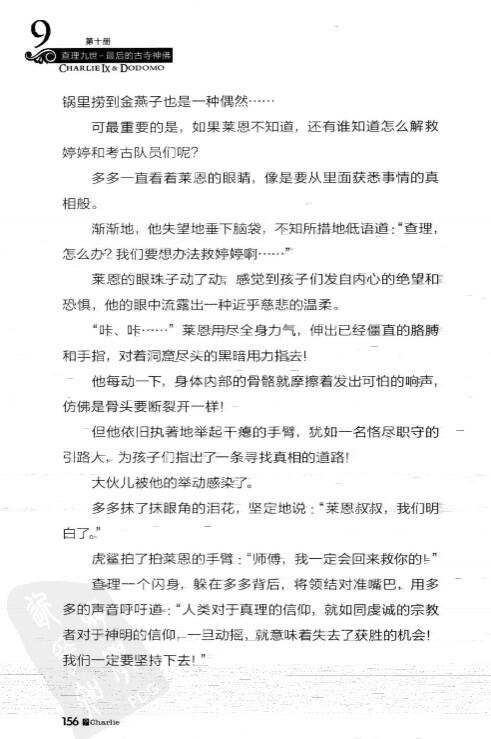 9
第十册
查理九世-最后的古寺神佛
CHARLIE IX & DODOMO
锅里捞到金燕子也是一种偶然……
可最重要的是，如果莱恩不知道，还有谁知道怎么解救
婷婷和考古队员们呢？
多多一直看着莱恩的眼睛，像是要从里面获悉事情的真
相般。
渐渐地，他失望地垂下脑袋，不知所措地低语道：“查理，
怎么办？我们要想办法救婷婷啊……”
莱恩的眼珠子动了动，感觉到孩子们发自内心的绝望和
恐惧，他的眼中流露出一种近乎慈悲的温柔。
“咔、咔……”莱恩用尽全身力气，伸出已经僵直的胳膊
和手指，对着洞窟尽头的黑暗用力指去！
他每动一下，身体内部的骨骼就摩擦着发出可怕的响声，
仿佛是骨头要断裂开一样！
但他依旧执著地举起干瘪的手臂，犹如一名恪尽职守的
引路人，为孩子们指出了一条寻找真相的道路！
大伙儿被他的举动感染了。
多多抹了抹眼角的泪花，坚定地说：“莱恩叔叔，我们明
白了。”
虎鲨拍了拍莱恩的手臂：“师傅，我一定会回来救你的！”
查理一个闪身，躲在多多背后，将领结对准嘴巴，用多
多的声音呼吁道：“人类对于真理的信仰，就如同虔诚的宗教
者对于神明的信仰，一旦动摇，就意味着失去了获胜的机会！
我们一定要坚持下去！”
156 Charlie